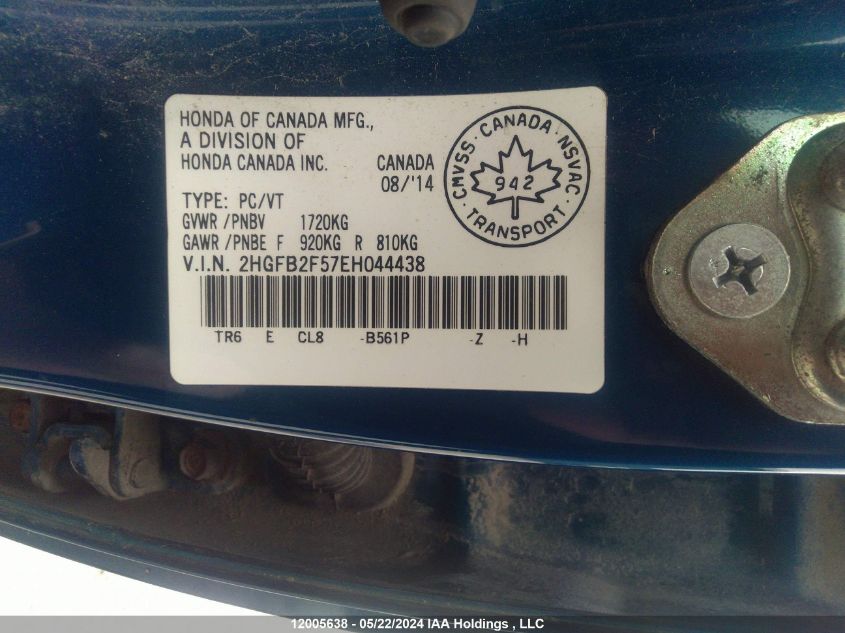 HONDA OF CANADA MFG.,
A DIVISION OF
HONDA CANADA INC. CANADA
08/'14
TYPE: PC/VT
GVWR /PNBV 1720KG
GAWR /PNBE F 920KG R 810KG
V.I.N. 2HGFB2F57EH044438
TR6 E CL8 -B561P -Z -H
CMVSS · CANADA · NSVAC
942
- TRANSPORT -
12005638 - 05/22/2024 IAA Holdings , LLC